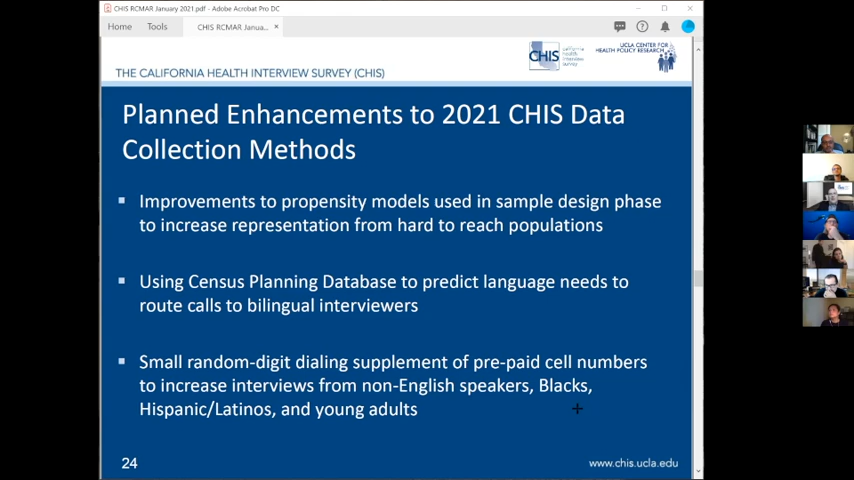 CHIS RCMAR January 2021.pdf - Adobe Acrobat Pro DC
Home Tools CHIS RCMAR Janua... ×
CHIS california health interview survey
UCLA CENTER FOR
HEALTH POLICY RESEARCH
THE CALIFORNIA HEALTH INTERVIEW SURVEY (CHIS)
Planned Enhancements to 2021 CHIS Data
Collection Methods
▪ Improvements to propensity models used in sample design phase
to increase representation from hard to reach populations
▪ Using Census Planning Database to predict language needs to
route calls to bilingual interviewers
▪ Small random-digit dialing supplement of pre-paid cell numbers
to increase interviews from non-English speakers, Blacks,
Hispanic/Latinos, and young adults
24
www.chis.ucla.edu